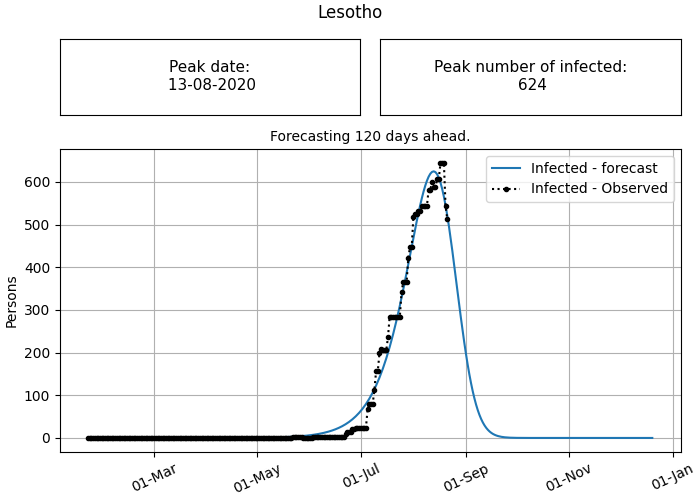 Lesotho
Peak date:
13-08-2020
Peak number of infected:
624
Forecasting 120 days ahead.
Infected - forecast
Infected - Observed
Persons
600
500
400
300
200
100
0
01-Mar
01-May
01-Jul
01-Sep
01-Nov
01-Jan